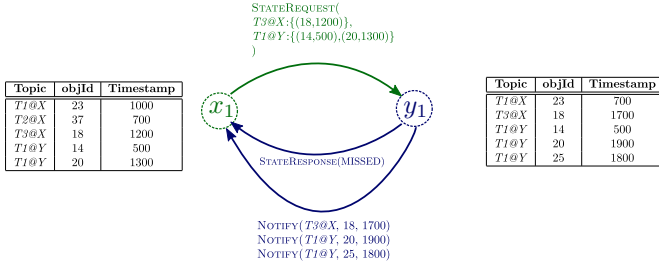 STATEREQUEST(
T3@X:{(18,1200)},
T1@Y:{(14,500),(20,1300)}
)
Topic objId Timestamp
T1@X 23 1000
T2@X 37 700
T3@X 18 1200
T1@Y 14 500
T1@Y 20 1300
x1
y1
STATERESPONSE(MISSED)
NOTIFY(T3@X, 18, 1700)
NOTIFY(T1@Y, 20, 1900)
NOTIFY(T1@Y, 25, 1800)
Topic objId Timestamp
T1@X 23 700
T3@X 18 1700
T1@Y 14 500
T1@Y 20 1900
T1@Y 25 1800